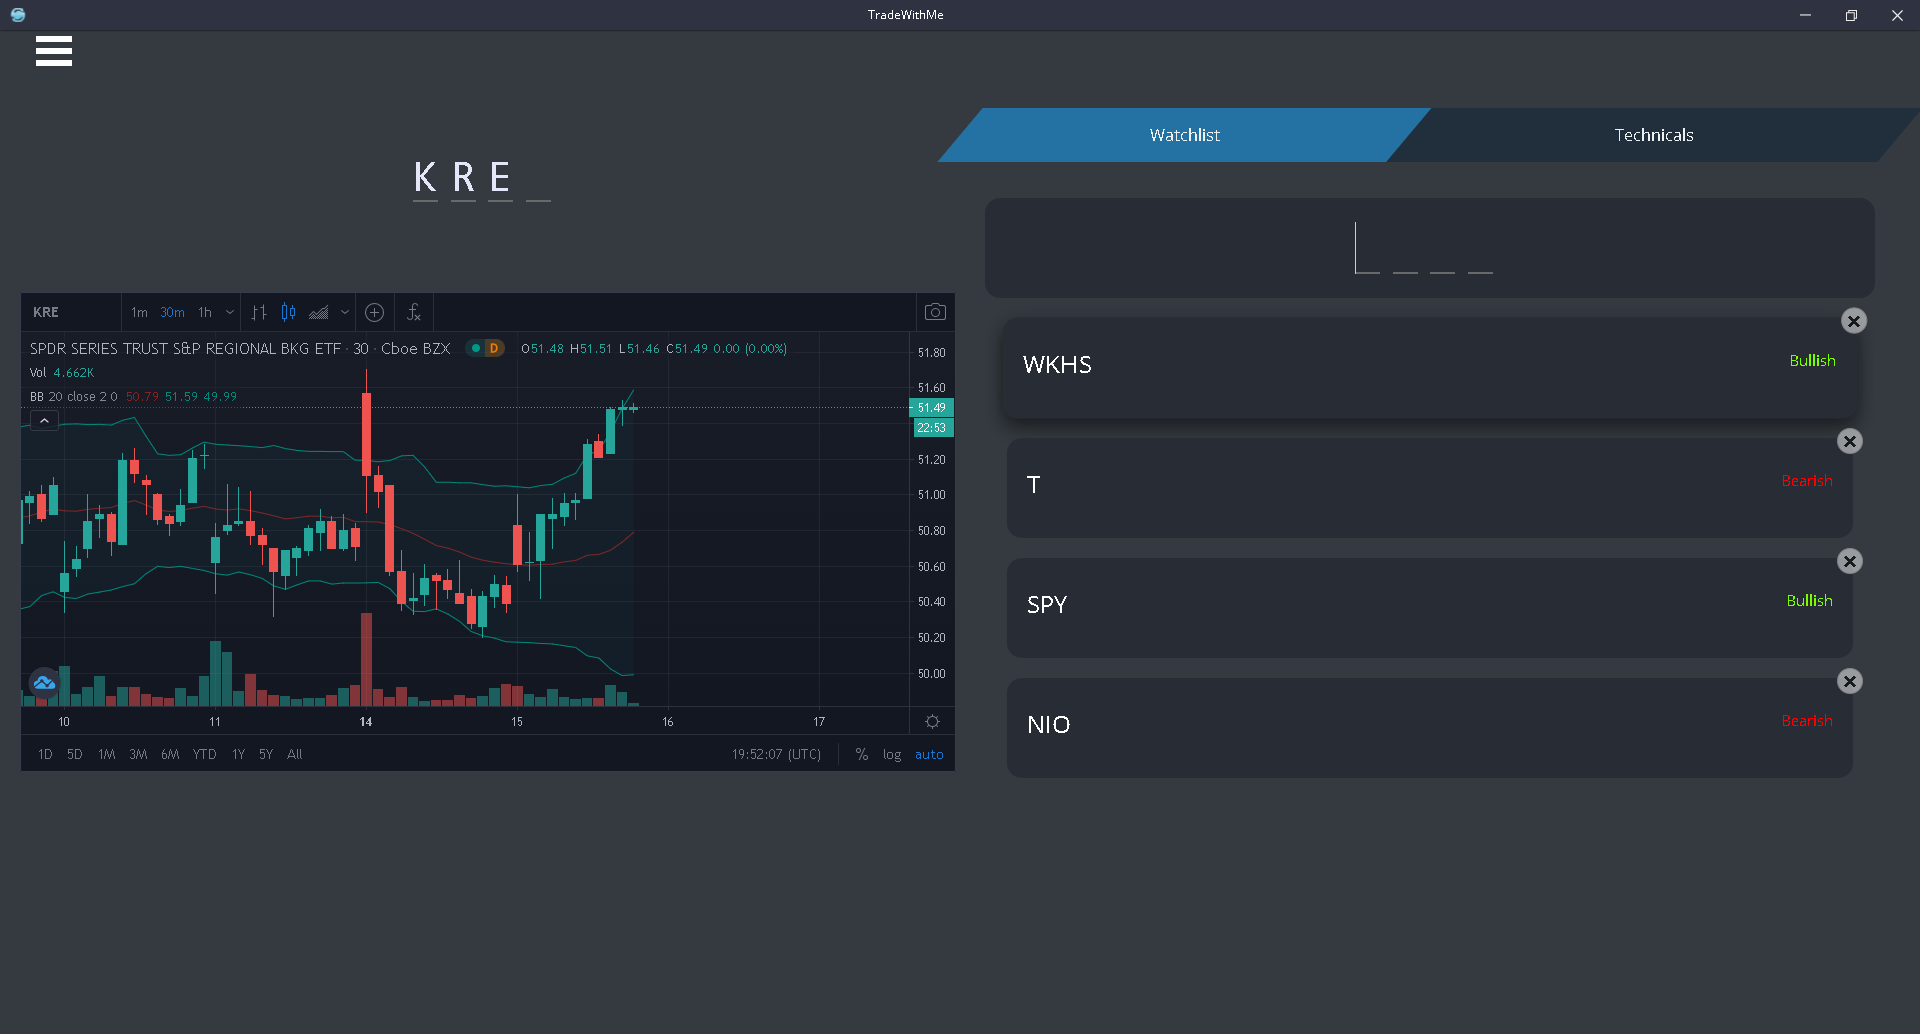 TradeWithMe
Watchlist
Technicals
K R E _
_ _ _ _
KRE 1m 30m 1h
SPDR SERIES TRUST S&P REGIONAL BKG ETF · 30 · Cboe BZX D O51.48 H51.51 L51.46 C51.49 0.00 (0.00%)
Vol 4.662K
BB 20 close 2 0 50.79 51.59 49.99
51.80
51.60
51.49
22:53
51.20
51.00
50.80
50.60
50.40
50.20
50.00
10 11 14 15 16 17
1D 5D 1M 3M 6M YTD 1Y 5Y All 19:52:07 (UTC) % log auto
WKHS Bullish
T Bearish
SPY Bullish
NIO Bearish